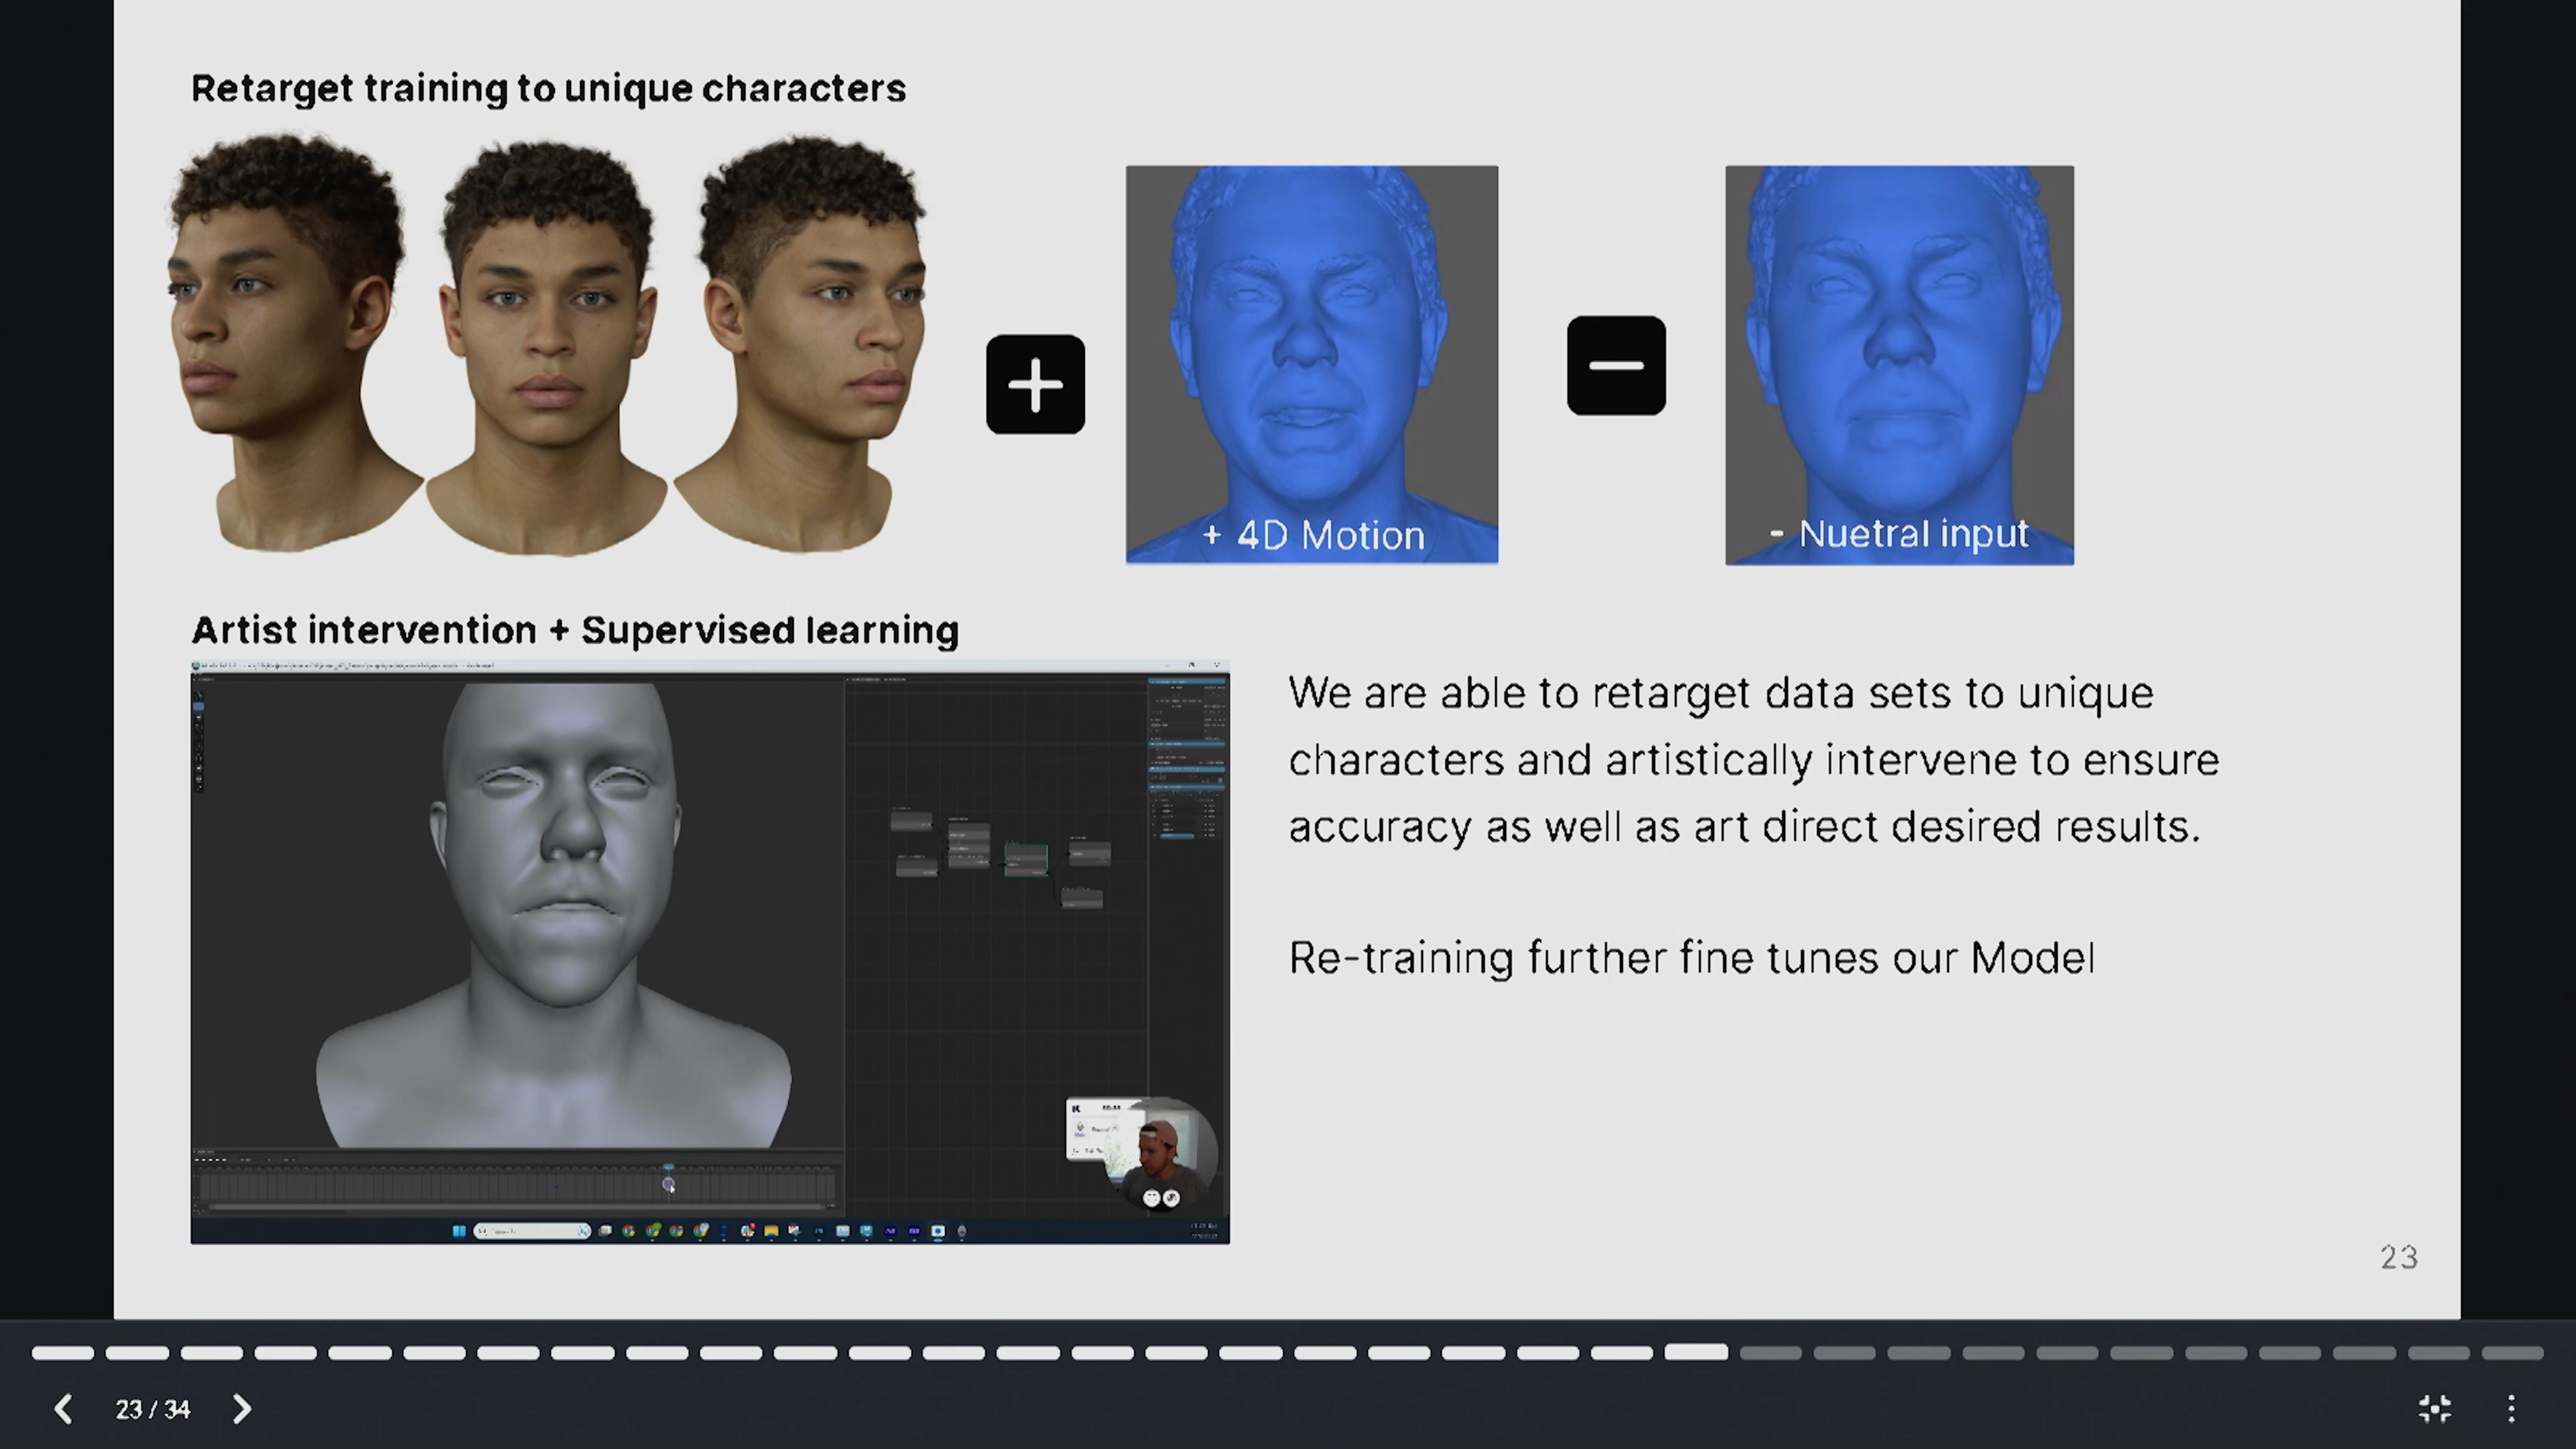 Retarget training to unique characters
+ 4D Motion
- Nuetral input
Artist intervention + Supervised learning
We are able to retarget data sets to unique
characters and artistically intervene to ensure
accuracy as well as art direct desired results.
Re-training further fine tunes our Model
23
23 / 34